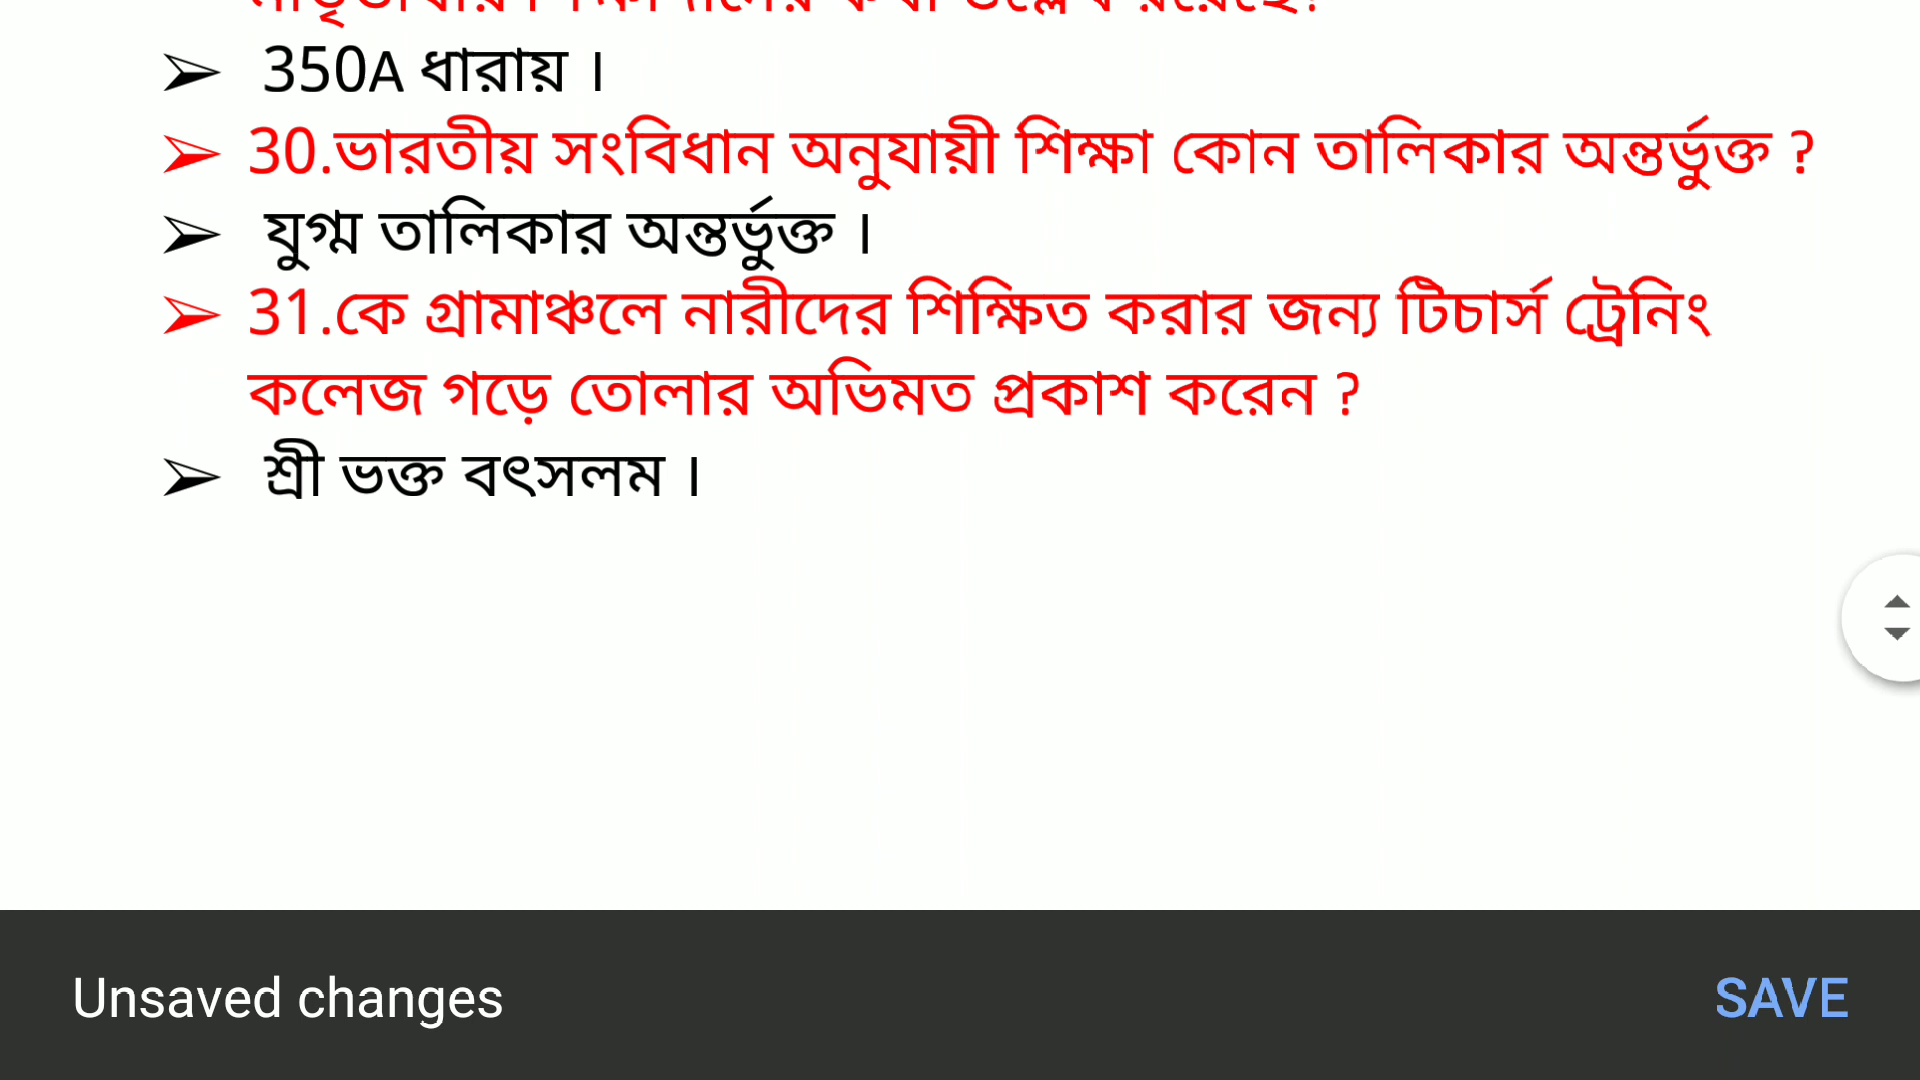 ➢ 350A ধারায় ।
➢ 30.ভারতীয় সংবিধান অনুযায়ী শিক্ষা কোন তালিকার অন্তর্ভুক্ত ?
➢ যুগ্ম তালিকার অন্তর্ভুক্ত ।
➢ 31.কে গ্রামাঞ্চলে নারীদের শিক্ষিত করার জন্য টিচার্স ট্রেনিং
কলেজ গড়ে তোলার অভিমত প্রকাশ করেন ?
➢ শ্রী ভক্ত বৎসলম ।
Unsaved changes
SAVE